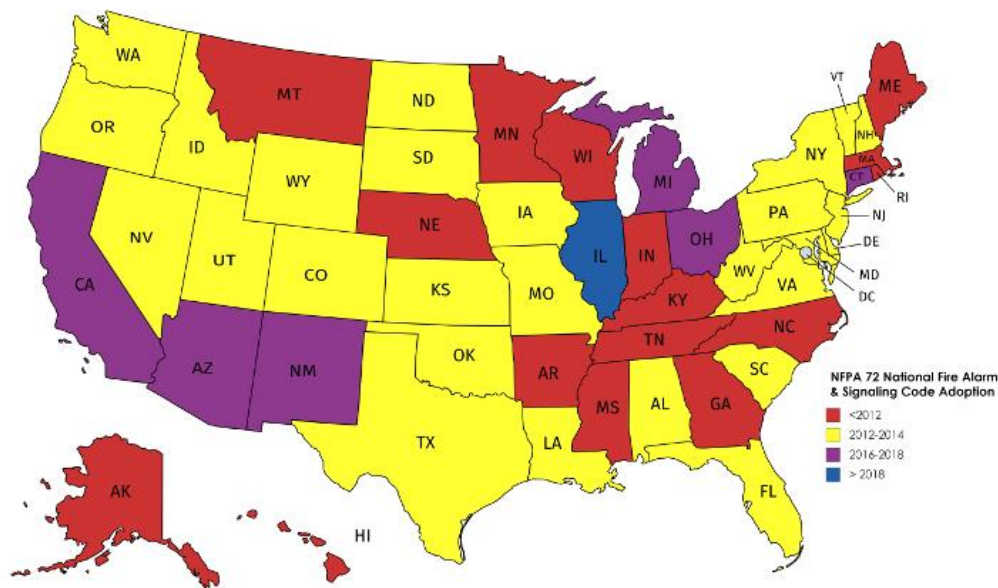 WA
MT
ND
MN
VT
ME
OR
ID
SD
WI
NY
NH
MA
CT
RI
WY
MI
IA
PA
NJ
NE
NV
UT
CO
IL
IN
OH
DE
MD
DC
WV
VA
CA
KS
MO
KY
NC
TN
AZ
NM
OK
AR
SC
MS
AL
GA
TX
LA
FL
AK
HI
NFPA 72 National Fire Alarm
& Signaling Code Adoption
<2012
2012-2014
2016-2018
> 2018